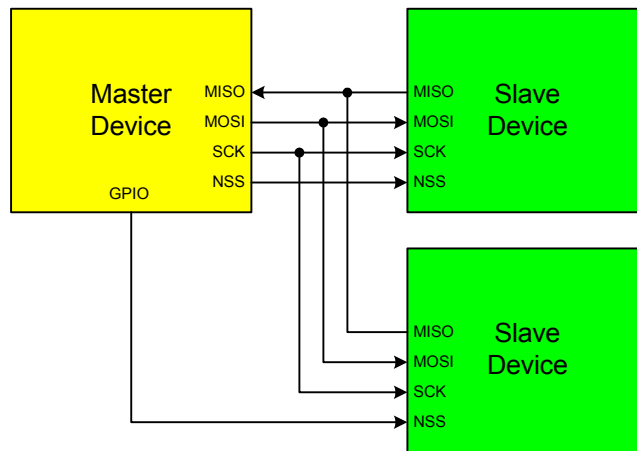 Master
Device
MISO
MOSI
SCK
NSS
GPIO
MISO
MOSI
SCK
NSS
Slave
Device
MISO
MOSI
SCK
NSS
Slave
Device